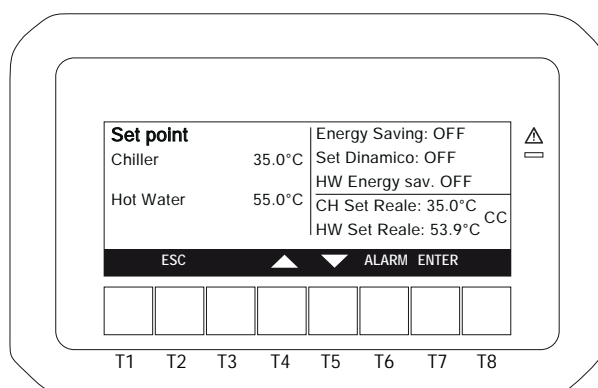 Set point
Chiller 35.0°C
Hot Water 55.0°C
Energy Saving: OFF
Set Dinamico: OFF
HW Energy sav. OFF
CH Set Reale: 35.0°C
HW Set Reale: 53.9°C
CC
ESC ALARM ENTER
T1 T2 T3 T4 T5 T6 T7 T8